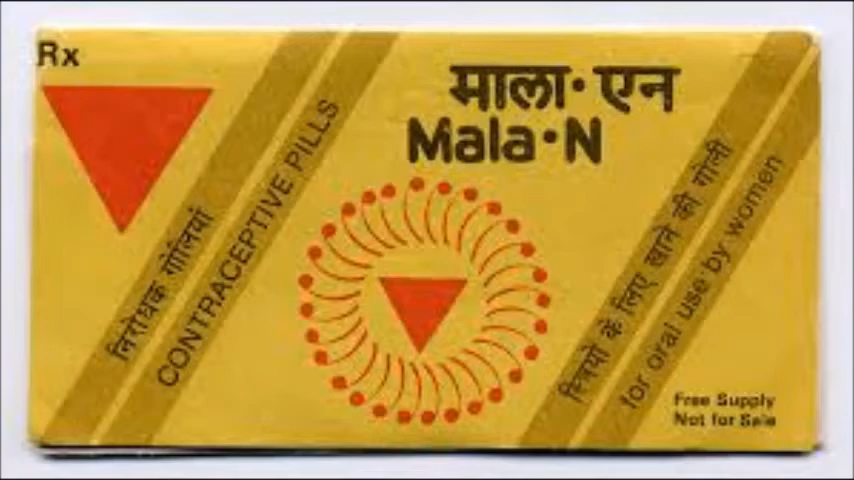 Rx
माला·एन
Mala·N
निरोधक गोलियां
CONTRACEPTIVE PILLS
स्त्रियों के लिए खाने की गोली
for oral use by women
Free Supply
Not for Sale